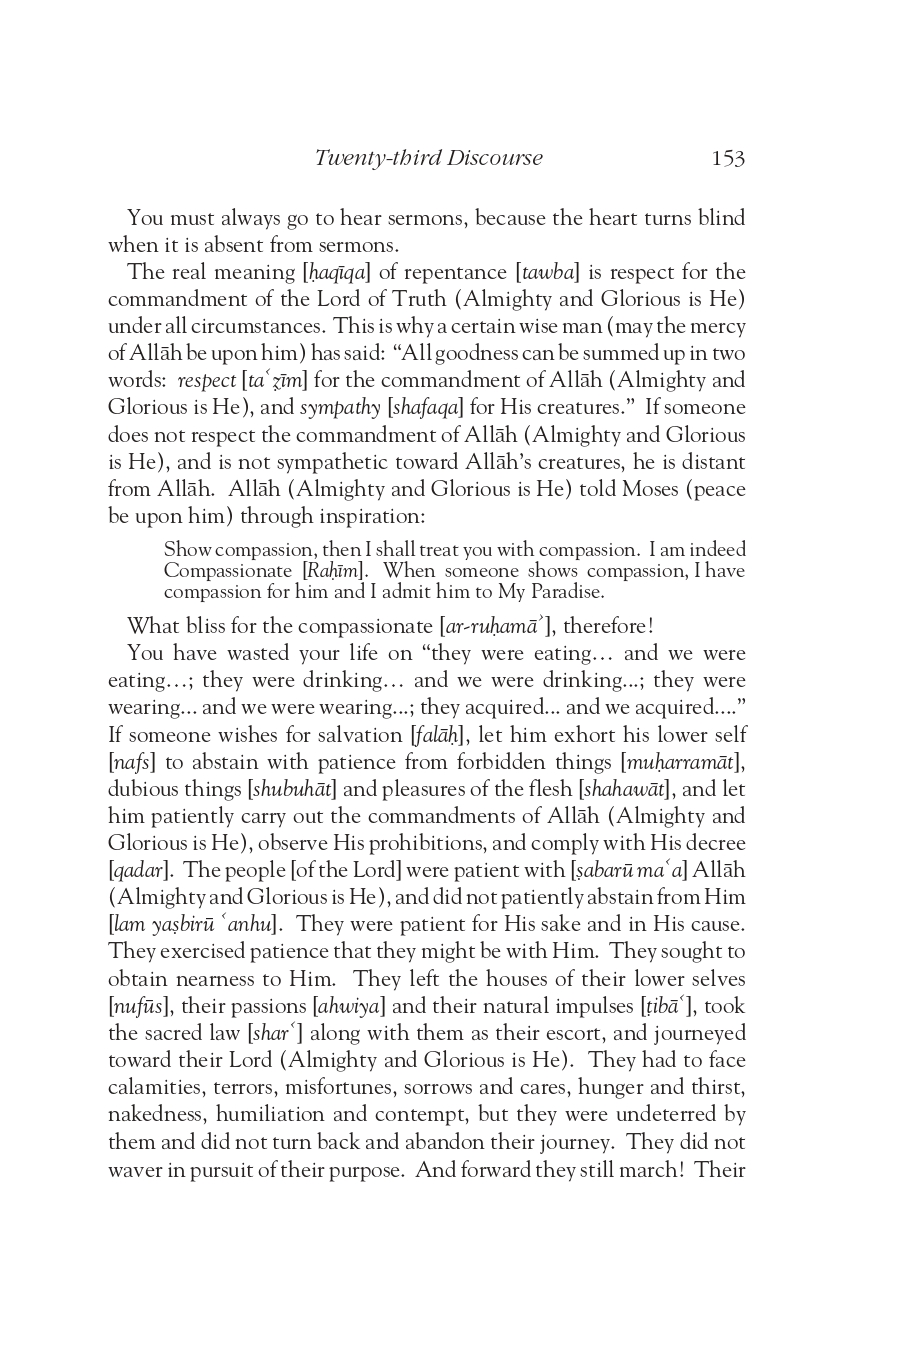 Twenty-third Discourse 153
You must always go to hear sermons, because the heart turns blind
when it is absent from sermons.
The real meaning [ḥaqīqa] of repentance [tawba] is respect for the
commandment of the Lord of Truth (Almighty and Glorious is He)
under all circumstances. This is why a certain wise man (may the mercy
of Allāh be upon him) has said: “All goodness can be summed up in two
words: respect [taʿẓīm] for the commandment of Allāh (Almighty and
Glorious is He), and sympathy [shafaqa] for His creatures.” If someone
does not respect the commandment of Allāh (Almighty and Glorious
is He), and is not sympathetic toward Allāh’s creatures, he is distant
from Allāh. Allāh (Almighty and Glorious is He) told Moses (peace
be upon him) through inspiration:
Show compassion, then I shall treat you with compassion. I am indeed
Compassionate [Raḥīm]. When someone shows compassion, I have
compassion for him and I admit him to My Paradise.
What bliss for the compassionate [ar-ruḥamāʾ], therefore!
You have wasted your life on “they were eating… and we were
eating…; they were drinking… and we were drinking...; they were
wearing... and we were wearing...; they acquired... and we acquired....”
If someone wishes for salvation [falāḥ], let him exhort his lower self
[nafs] to abstain with patience from forbidden things [muḥarramāt],
dubious things [shubuhāt] and pleasures of the flesh [shahawāt], and let
him patiently carry out the commandments of Allāh (Almighty and
Glorious is He), observe His prohibitions, and comply with His decree
[qadar]. The people [of the Lord] were patient with [ṣabarū maʿa] Allāh
(Almighty and Glorious is He), and did not patiently abstain from Him
[lam yaṣbirū ʿanhu]. They were patient for His sake and in His cause.
They exercised patience that they might be with Him. They sought to
obtain nearness to Him. They left the houses of their lower selves
[nufūs], their passions [ahwiya] and their natural impulses [ṭibāʿ], took
the sacred law [sharʿ] along with them as their escort, and journeyed
toward their Lord (Almighty and Glorious is He). They had to face
calamities, terrors, misfortunes, sorrows and cares, hunger and thirst,
nakedness, humiliation and contempt, but they were undeterred by
them and did not turn back and abandon their journey. They did not
waver in pursuit of their purpose. And forward they still march! Their